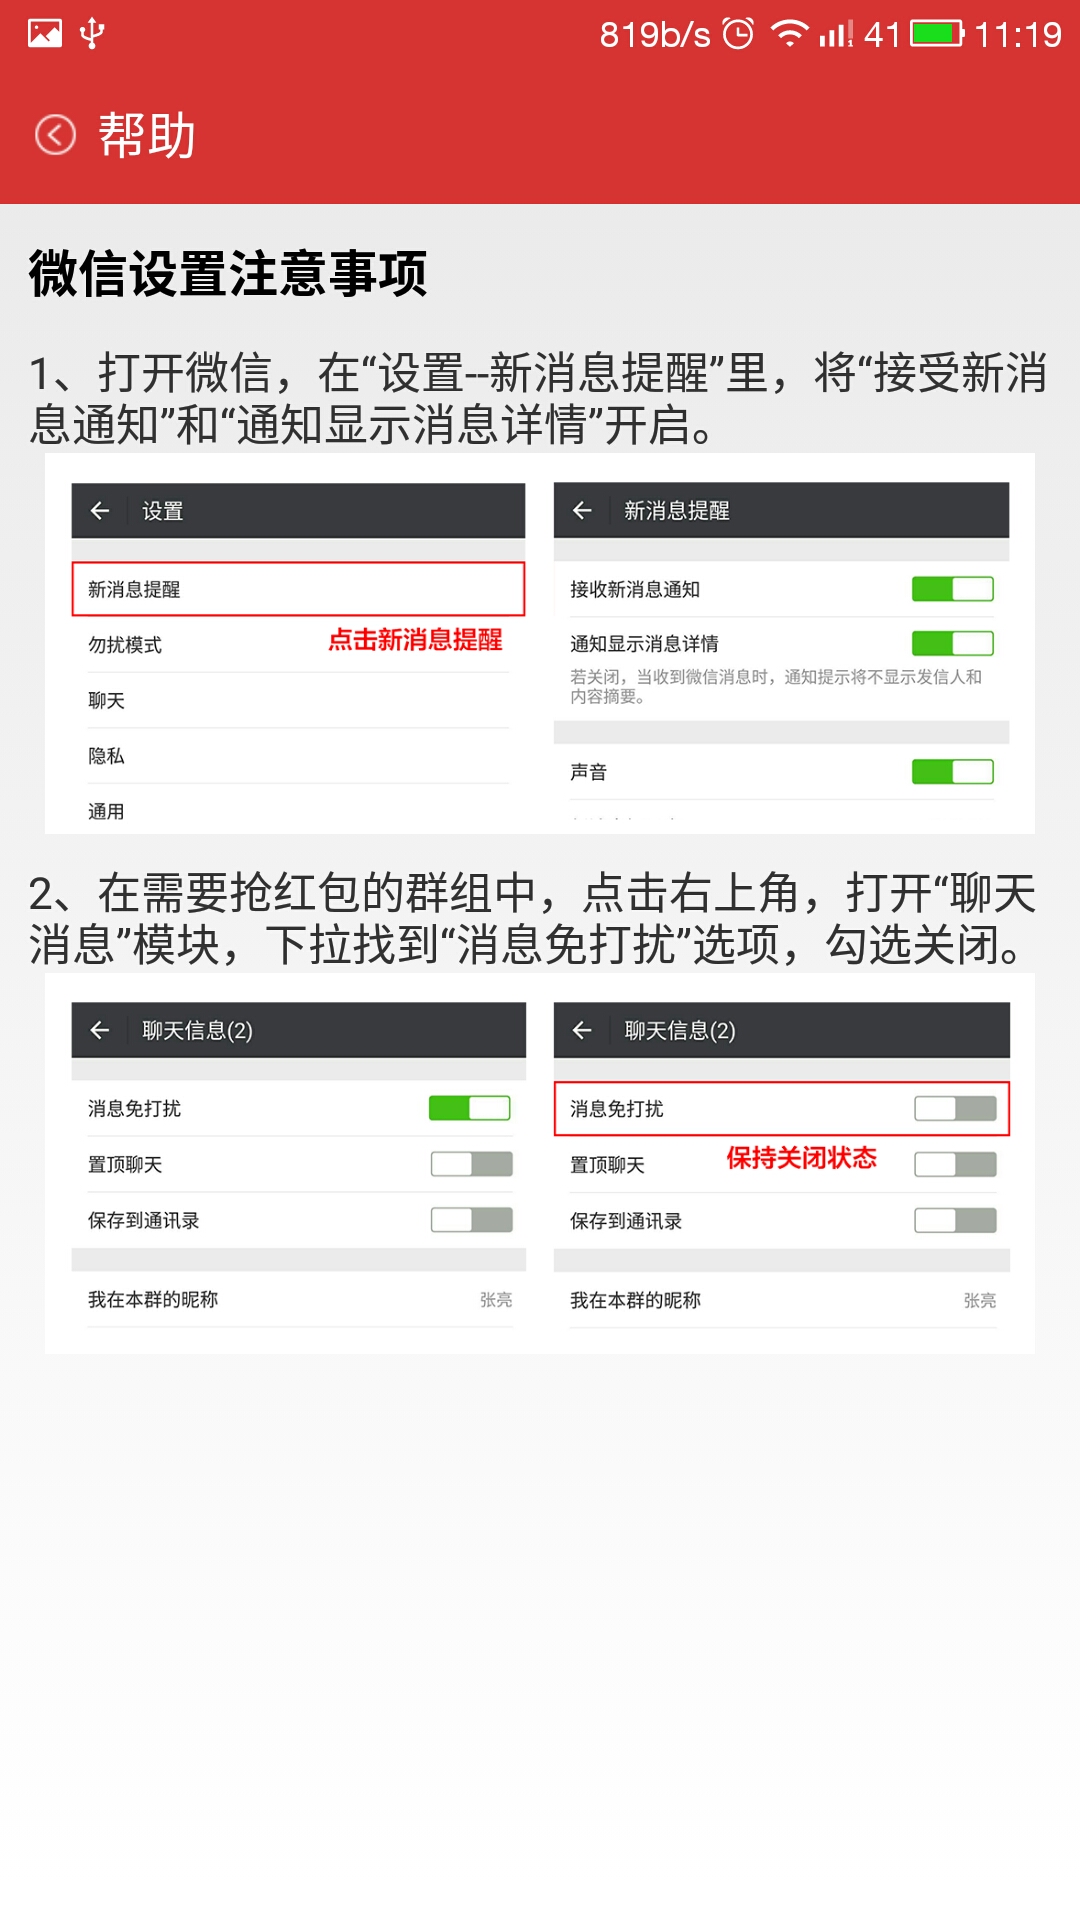 819b/s 41 11:19
帮助
微信设置注意事项
1、打开微信，在“设置--新消息提醒”里，将“接受新消
息通知”和“通知显示消息详情”开启。
设置
新消息提醒
点击新消息提醒
勿扰模式
聊天
隐私
通用
新消息提醒
接收新消息通知
通知显示消息详情
若关闭，当收到微信消息时，通知提示将不显示发信人和
内容摘要。
声音
2、在需要抢红包的群组中，点击右上角，打开“聊天
消息”模块，下拉找到“消息免打扰”选项，勾选关闭。
聊天信息(2)
消息免打扰
置顶聊天
保存到通讯录
我在本群的昵称 张亮
聊天信息(2)
消息免打扰
保持关闭状态
置顶聊天
保存到通讯录
我在本群的昵称 张亮